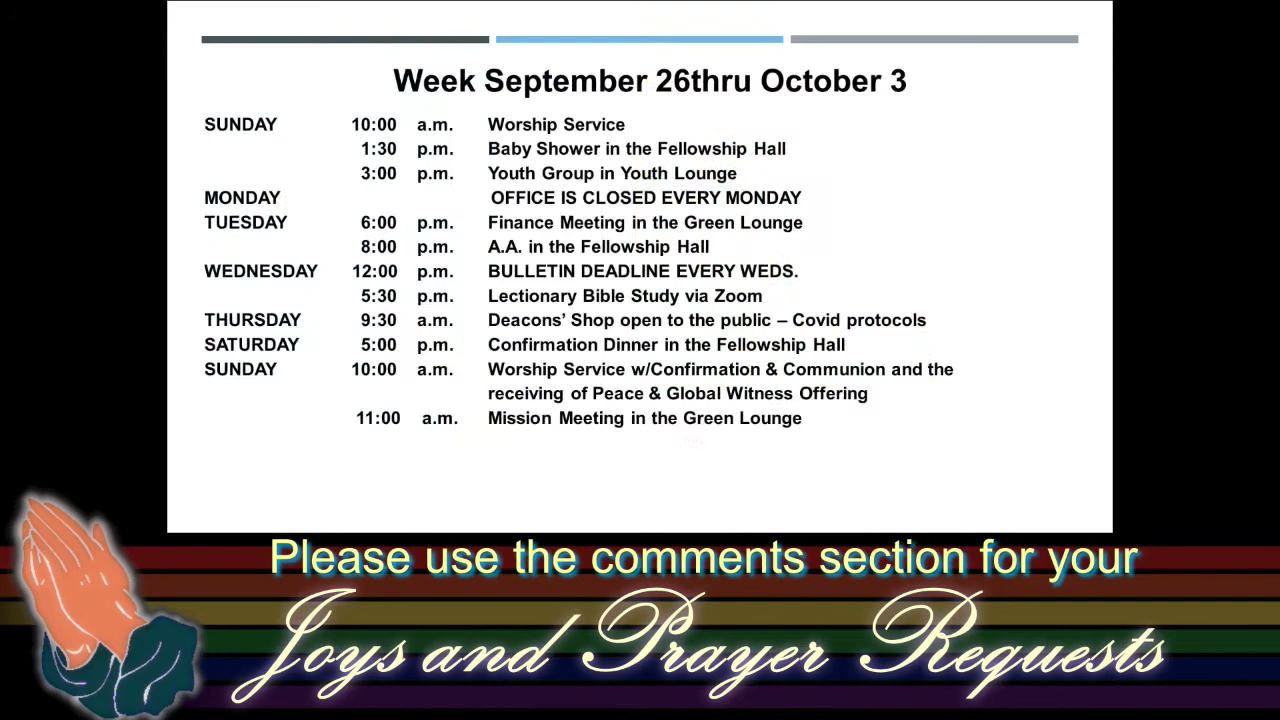 Week September 26thru October 3
SUNDAY 10:00 a.m. Worship Service
1:30 p.m. Baby Shower in the Fellowship Hall
3:00 p.m. Youth Group in Youth Lounge
MONDAY OFFICE IS CLOSED EVERY MONDAY
TUESDAY 6:00 p.m. Finance Meeting in the Green Lounge
8:00 p.m. A.A. in the Fellowship Hall
WEDNESDAY 12:00 p.m. BULLETIN DEADLINE EVERY WEDS.
5:30 p.m. Lectionary Bible Study via Zoom
THURSDAY 9:30 a.m. Deacons’ Shop open to the public – Covid protocols
SATURDAY 5:00 p.m. Confirmation Dinner in the Fellowship Hall
SUNDAY 10:00 a.m. Worship Service w/Confirmation & Communion and the
receiving of Peace & Global Witness Offering
11:00 a.m. Mission Meeting in the Green Lounge
Please use the comments section for your
Joys and Prayer Requests